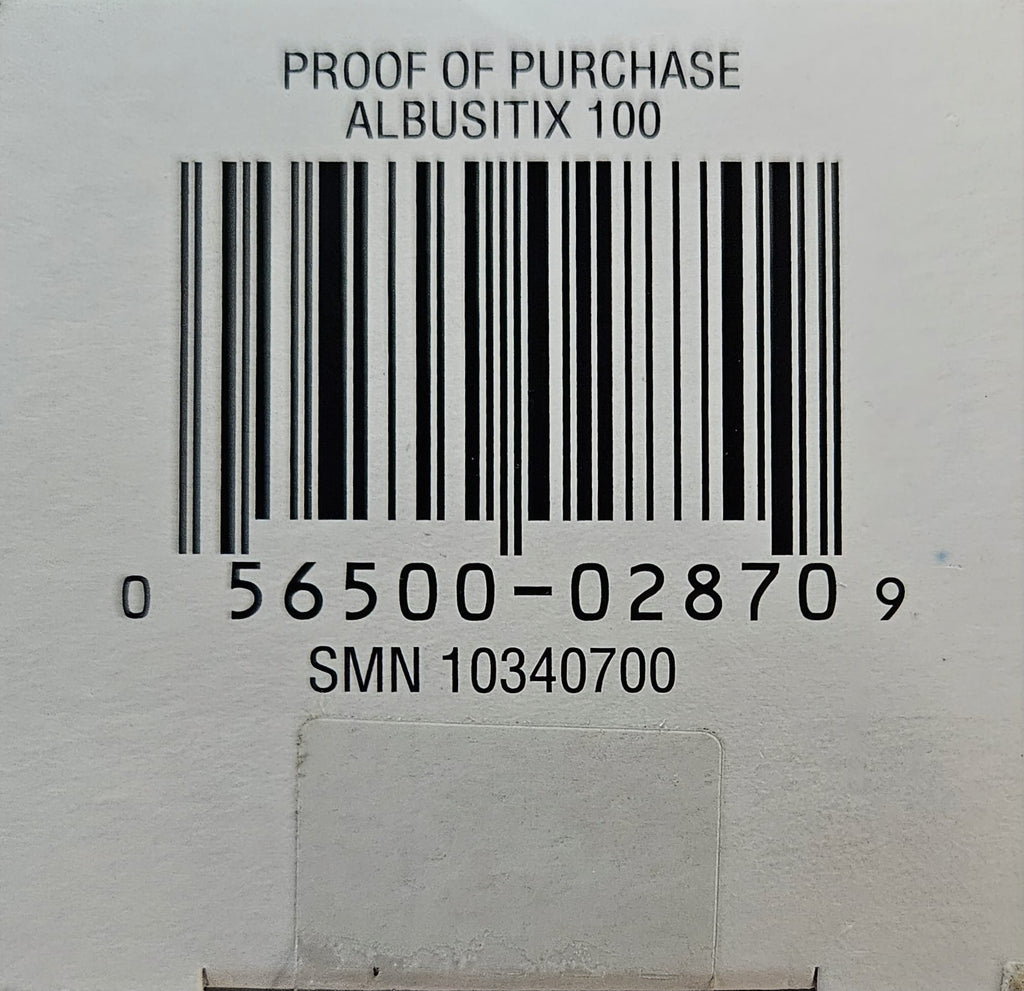 PROOF OF PURCHASE
ALBUSITIX 100
0 56500-02870 9
SMN 10340700